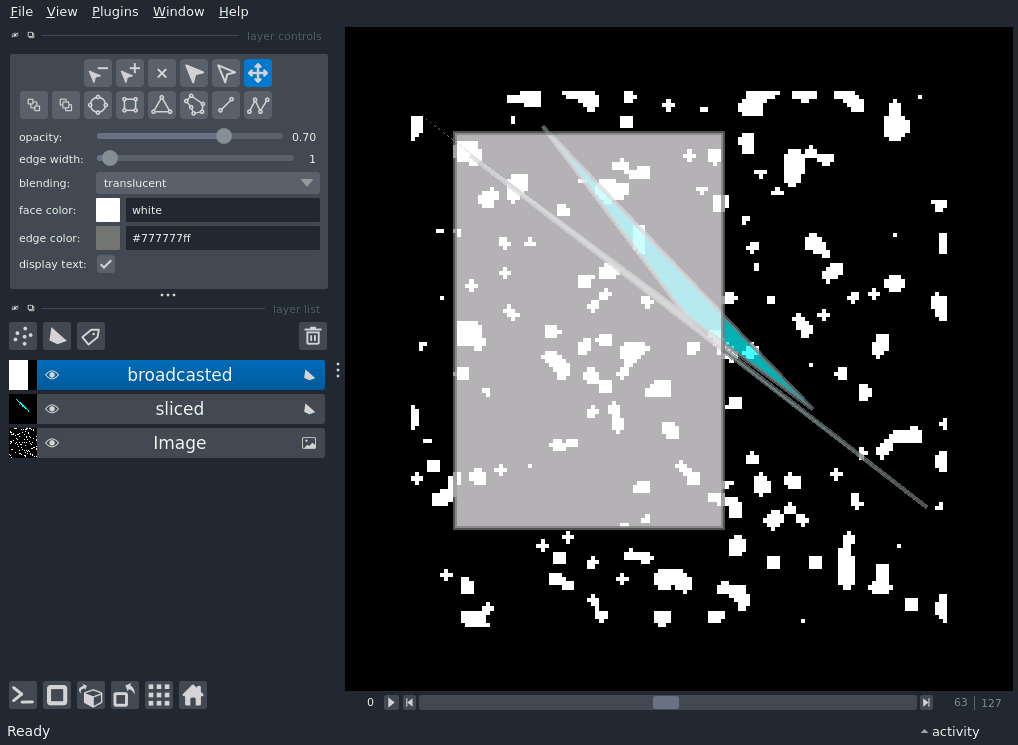 File View Plugins Window Help
layer controls
opacity: 0.70
edge width: 1
blending: translucent
face color: white
edge color: #777777ff
display text:
layer list
broadcasted
sliced
Image
0 63 127
Ready activity